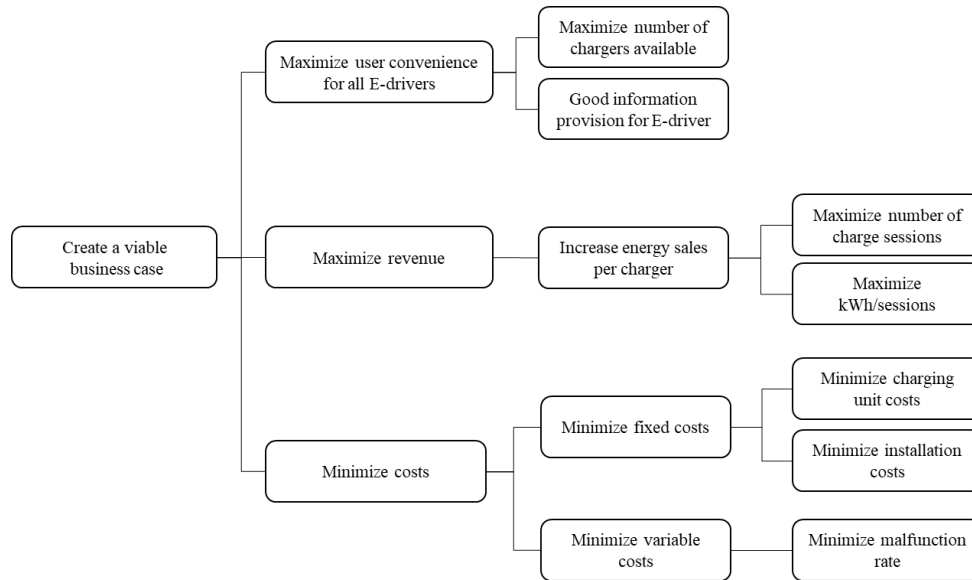 Create a viable
business case
Maximize user convenience
for all E-drivers
Maximize number of
chargers available
Good information
provision for E-driver
Maximize revenue
Increase energy sales
per charger
Maximize number of
charge sessions
Maximize
kWh/sessions
Minimize costs
Minimize fixed costs
Minimize charging
unit costs
Minimize installation
costs
Minimize variable
costs
Minimize malfunction
rate